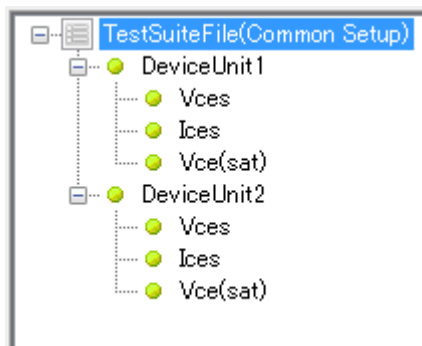 TestSuiteFile(Common Setup)
DeviceUnit1
Vces
Ices
Vce(sat)
DeviceUnit2
Vces
Ices
Vce(sat)